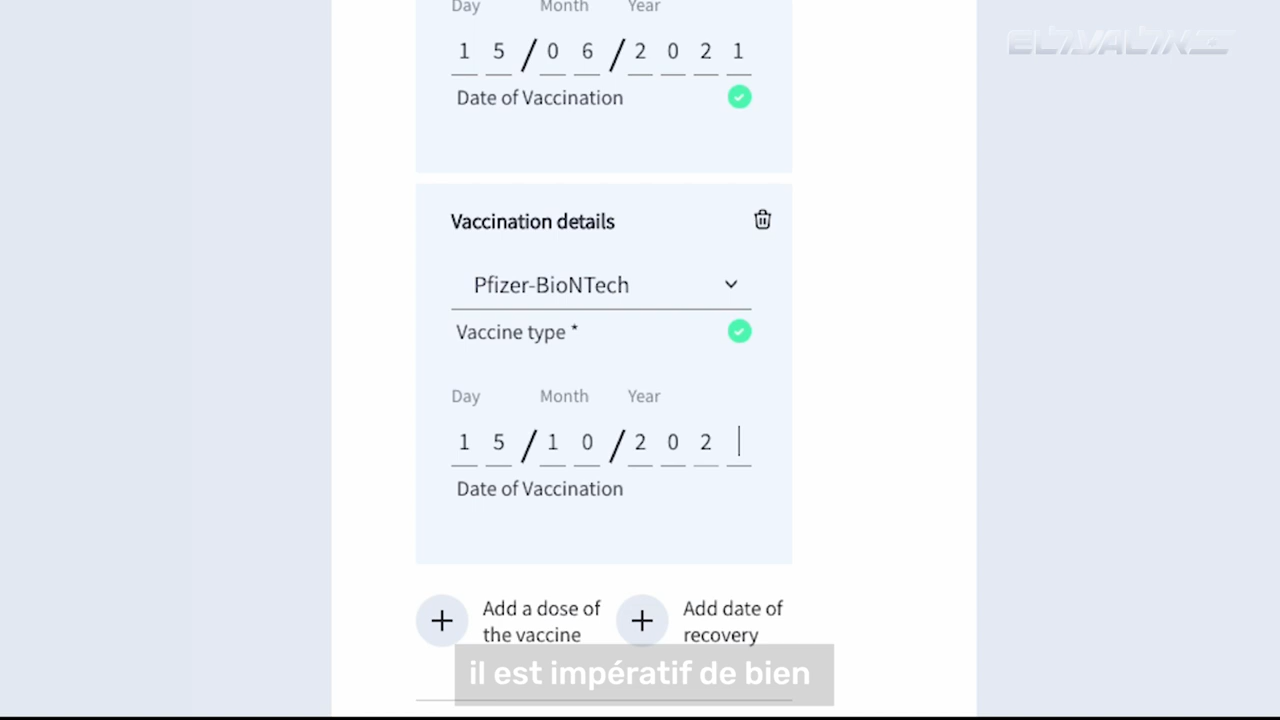 Day Month Year
1 5 / 0 6 / 2 0 2 1
Date of Vaccination
Vaccination details
Pfizer-BioNTech
Vaccine type *
Day Month Year
1 5 / 1 0 / 2 0 2
Date of Vaccination
Add a dose of
the vaccine
Add date of
recovery
il est impératif de bien